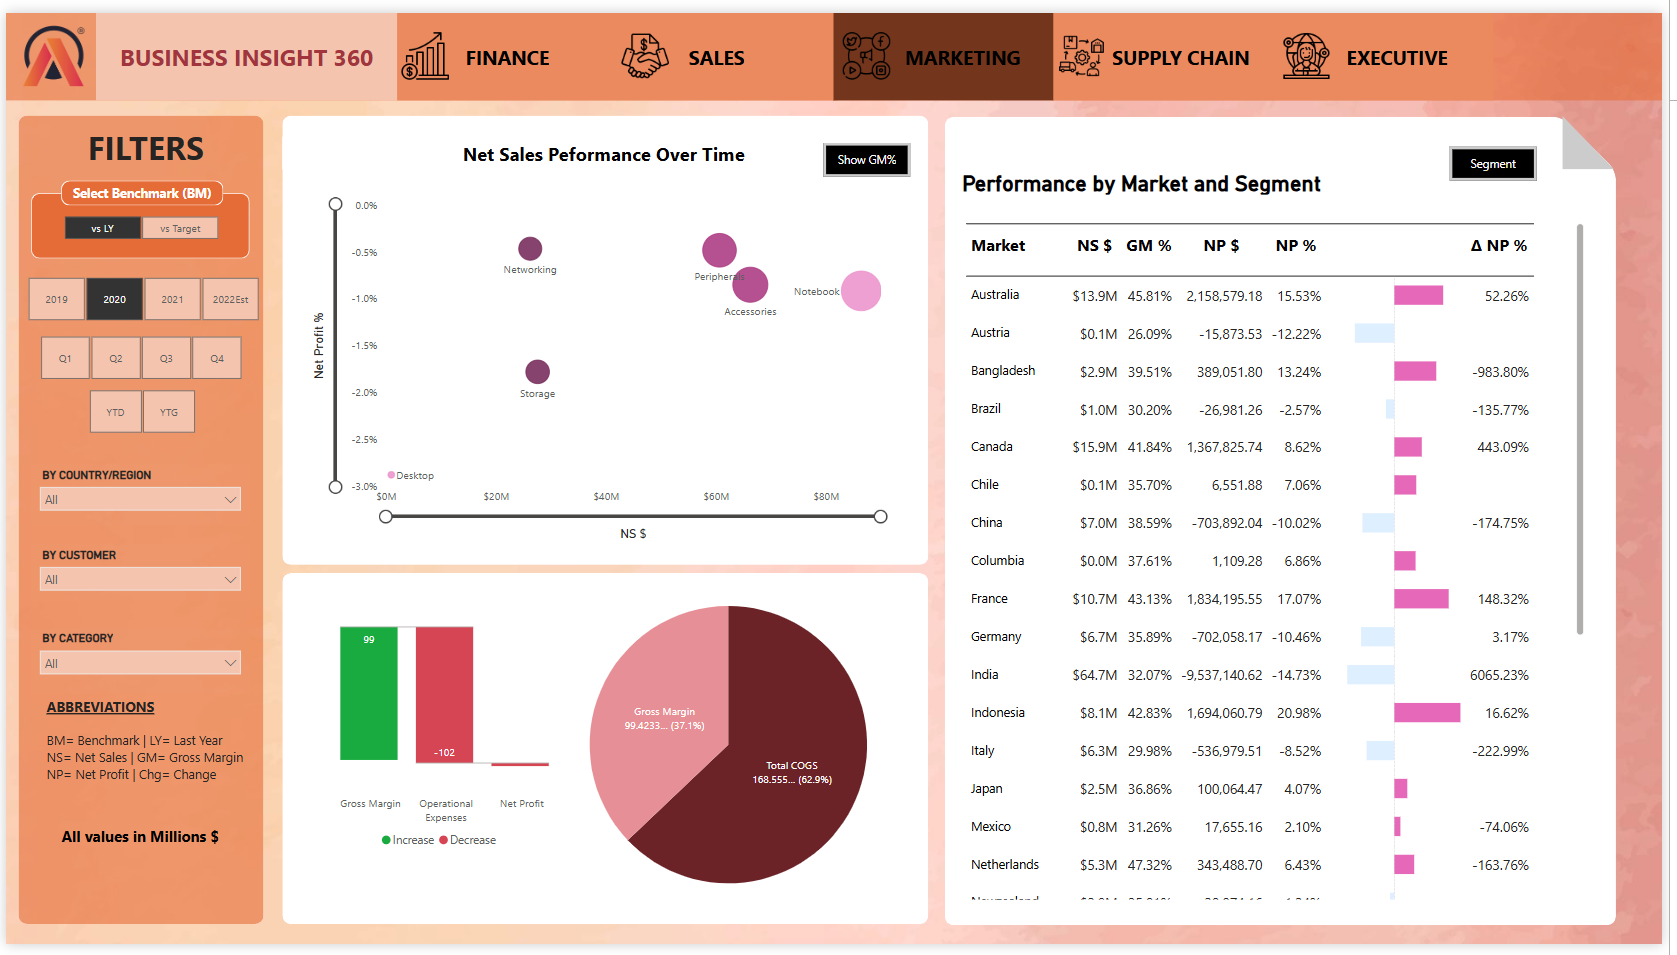 ®
BUSINESS INSIGHT 360
FINANCE
SALES
MARKETING
SUPPLY CHAIN
EXECUTIVE
FILTERS
Select Benchmark (BM)
vs LY
vs Target
2019
2020
2021
2022Est
Q1
Q2
Q3
Q4
YTD
YTG
BY COUNTRY/REGION
All
BY CUSTOMER
All
BY CATEGORY
All
ABBREVIATIONS
BM= Benchmark | LY= Last Year
NS= Net Sales | GM= Gross Margin
NP= Net Profit | Chg= Change
All values in Millions $
Net Sales Peformance Over Time
Show GM%
Net Profit %
0.0%
-0.5%
-1.0%
-1.5%
-2.0%
-2.5%
-3.0%
Networking
Peripherals
Accessories
Notebook
Storage
Desktop
$0M
$20M
$40M
$60M
$80M
NS $
99
-102
Gross Margin
Operational
Expenses
Net Profit
Increase
Decrease
Gross Margin
99.4233... (37.1%)
Total COGS
168.555... (62.9%)
Performance by Market and Segment
Segment
Market NS $ GM % NP $ NP % Δ NP %
Australia $13.9M 45.81% 2,158,579.18 15.53% 52.26%
Austria $0.1M 26.09% -15,873.53 -12.22%
Bangladesh $2.9M 39.51% 389,051.80 13.24% -983.80%
Brazil $1.0M 30.20% -26,981.26 -2.57% -135.77%
Canada $15.9M 41.84% 1,367,825.74 8.62% 443.09%
Chile $0.1M 35.70% 6,551.88 7.06%
China $7.0M 38.59% -703,892.04 -10.02% -174.75%
Columbia $0.0M 37.61% 1,109.28 6.86%
France $10.7M 43.13% 1,834,195.55 17.07% 148.32%
Germany $6.7M 35.89% -702,058.17 -10.46% 3.17%
India $64.7M 32.07% -9,537,140.62 -14.73% 6065.23%
Indonesia $8.1M 42.83% 1,694,060.79 20.98% 16.62%
Italy $6.3M 29.98% -536,979.51 -8.52% -222.99%
Japan $2.5M 36.86% 100,064.47 4.07%
Mexico $0.8M 31.26% 17,655.16 2.10% -74.06%
Netherlands $5.3M 47.32% 343,488.70 6.43% -163.76%